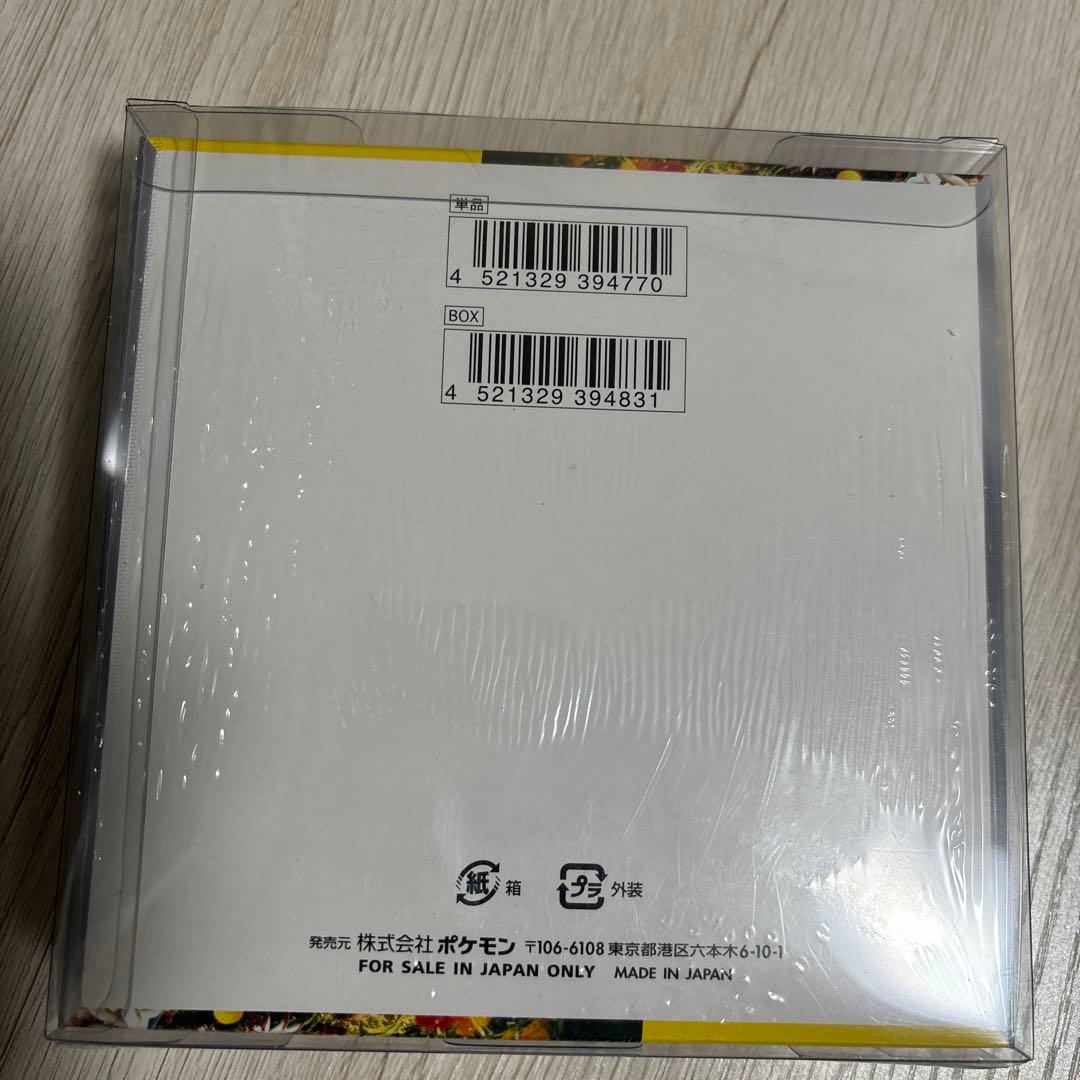 単品
4 521329 394770
BOX
4 521329 394831
紙 箱 プラ 外装
発売元 株式会社 ポケモン 〒106-6108 東京都港区六本木6-10-1
FOR SALE IN JAPAN ONLY MADE IN JAPAN